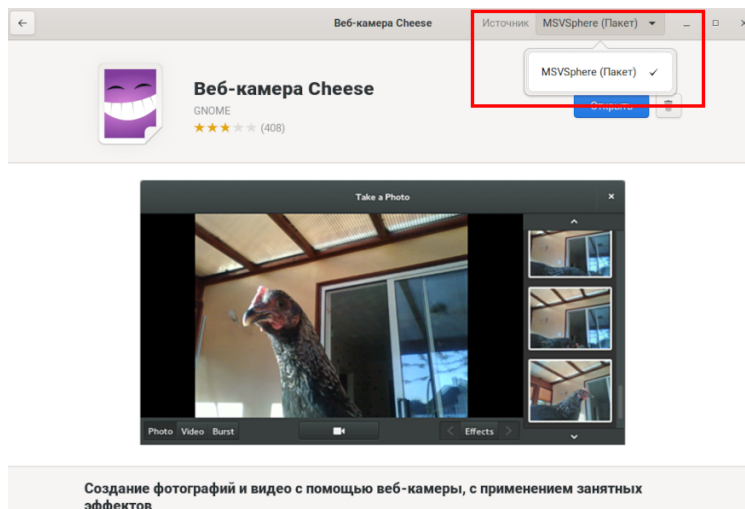 Веб-камера Cheese
Источник MSVSphere (Пакет)
MSVSphere (Пакет)
Веб-камера Cheese
GNOME
(408)
Открыть
Take a Photo
Photo Video Burst
Effects
Создание фотографий и видео с помощью веб-камеры, с применением занятных
эффектов